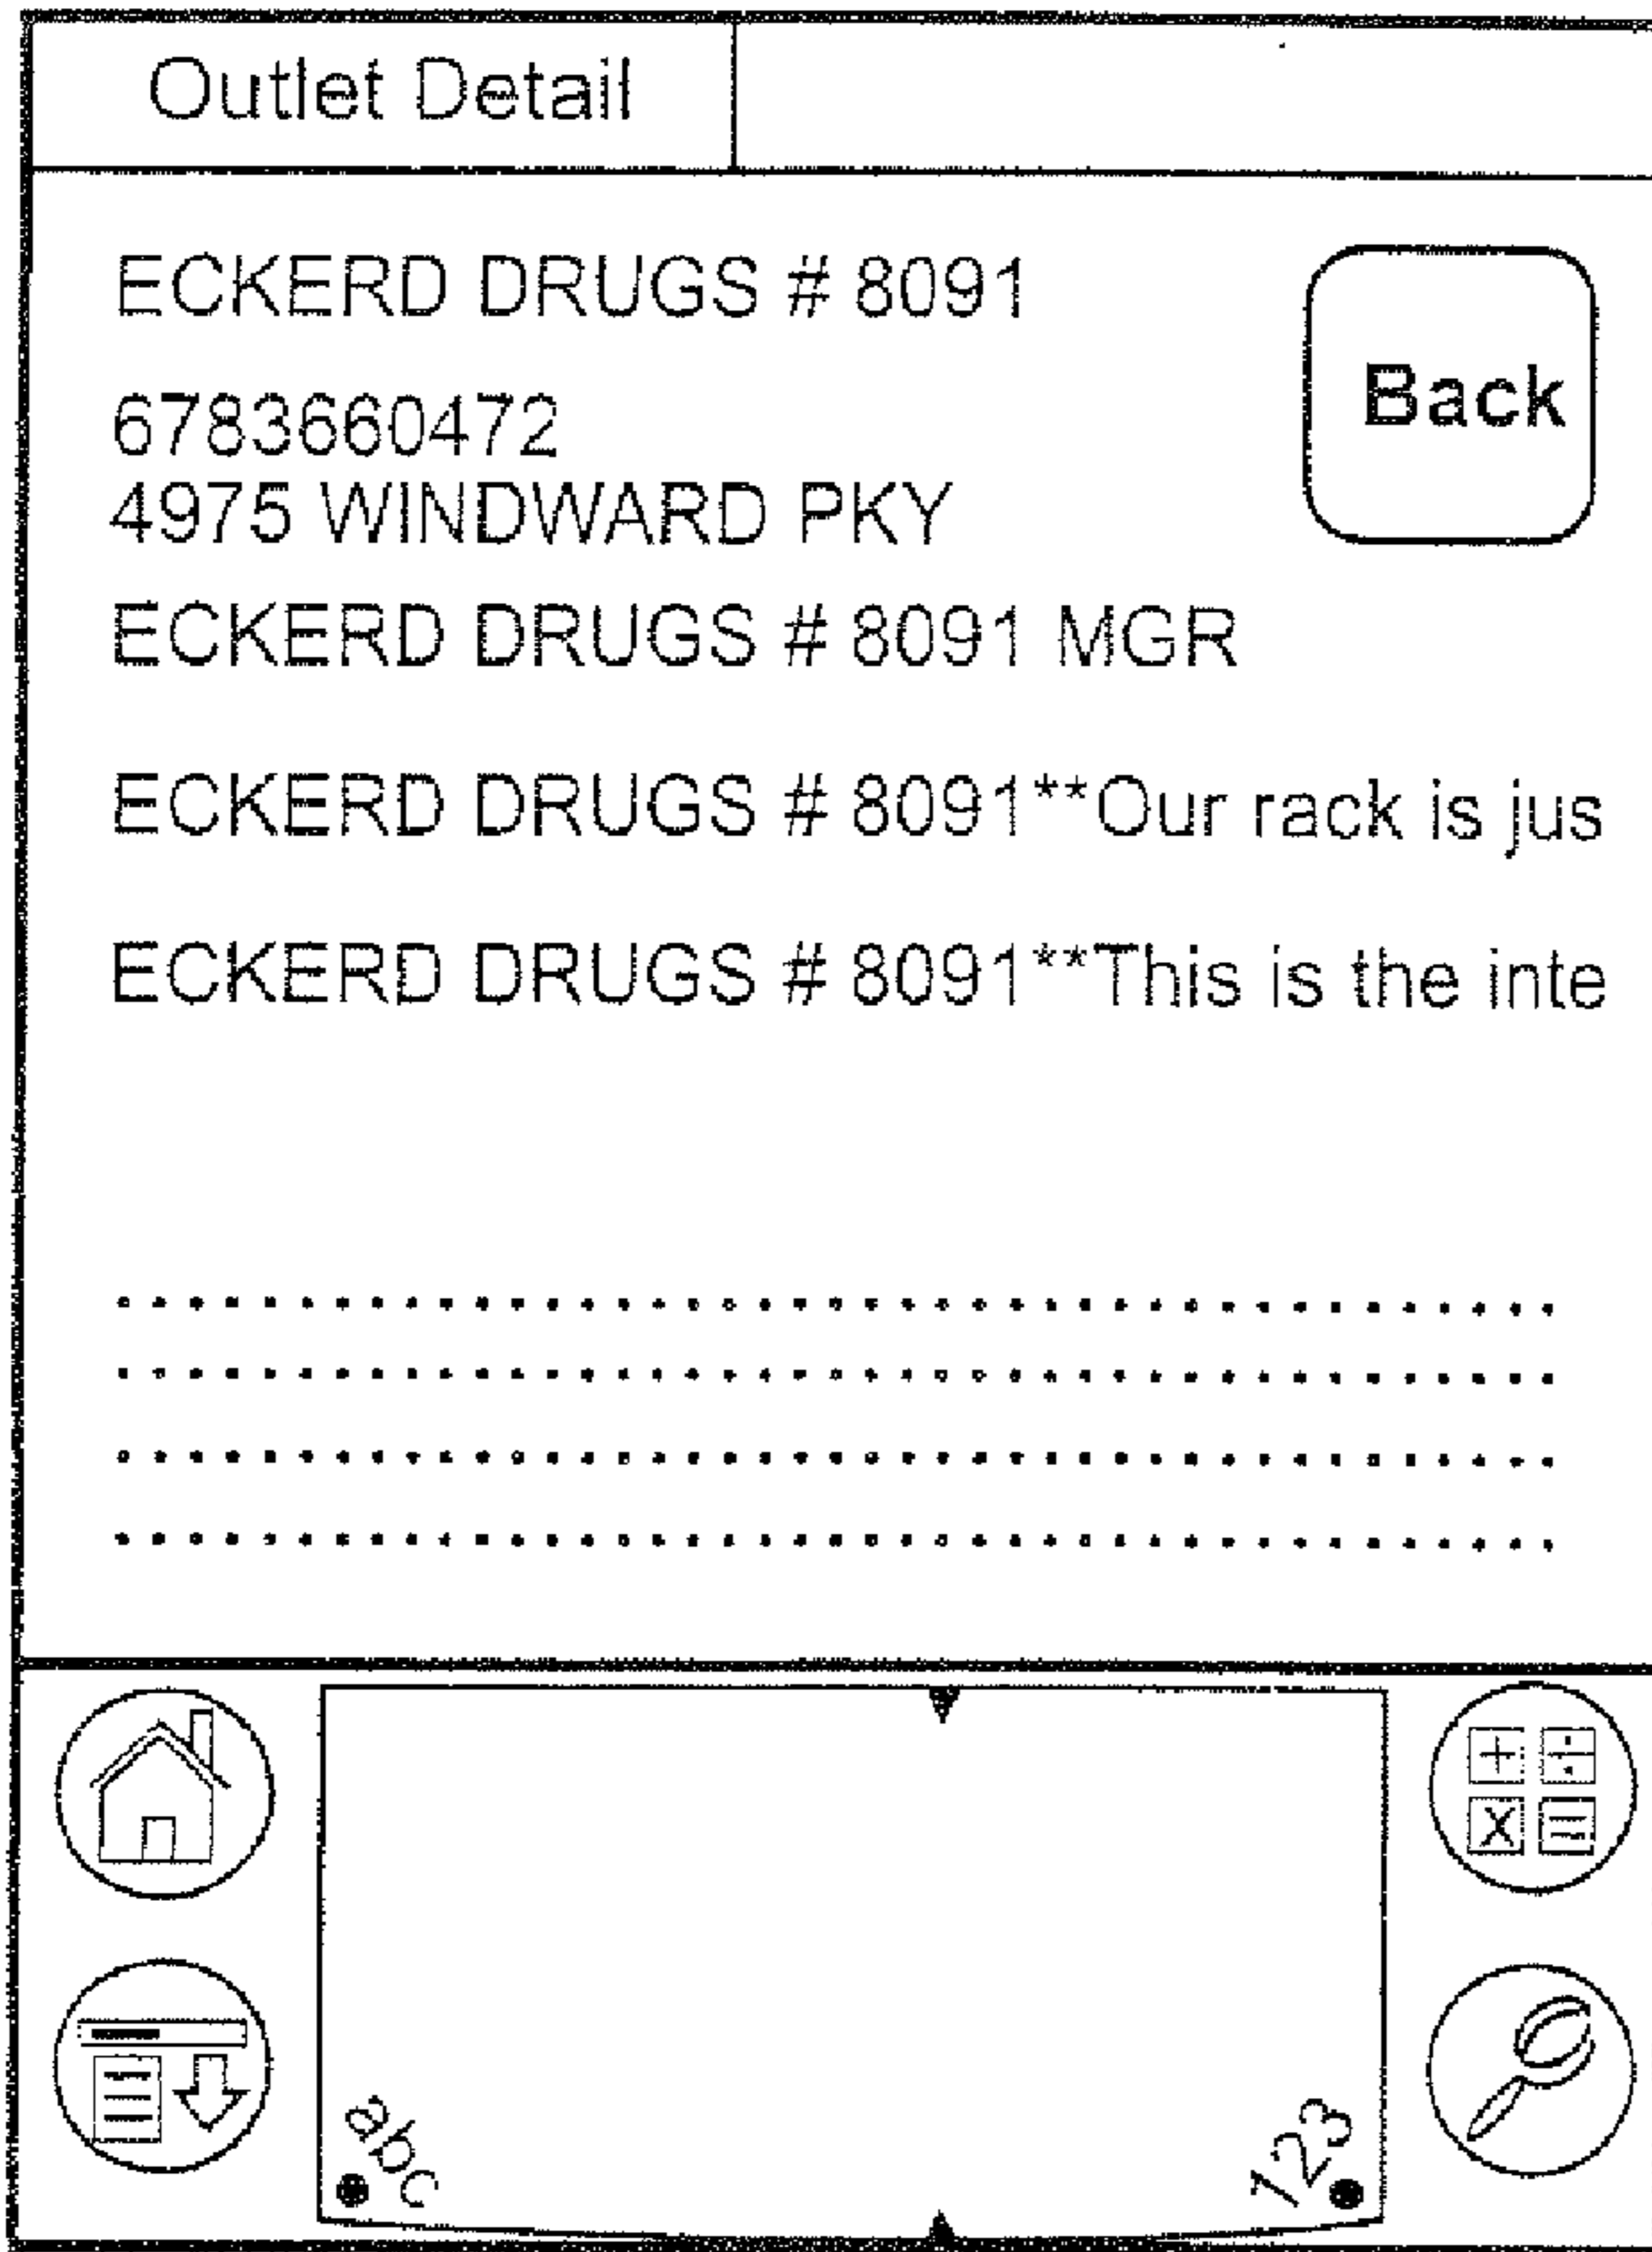 Outlet Detail
ECKERD DRUGS # 8091
Back
6783660472
4975 WINDWARD PKY
ECKERD DRUGS # 8091 MGR
ECKERD DRUGS # 8091**Our rack is jus
ECKERD DRUGS # 8091**This is the inte
+ ÷
X =
abc
123